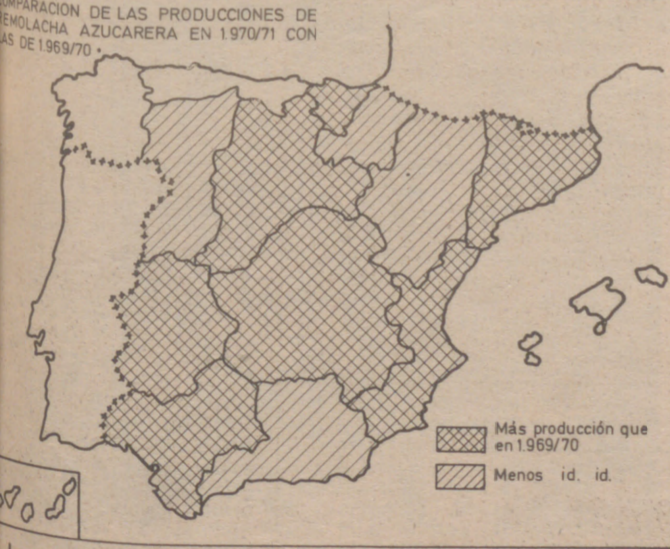 COMPARACION DE LAS PRODUCCIONES DE
REMOLACHA AZUCARERA EN 1.970/71 CON
LAS DE 1.969/70.
Más producción que
en 1.969/70
Menos id. id.